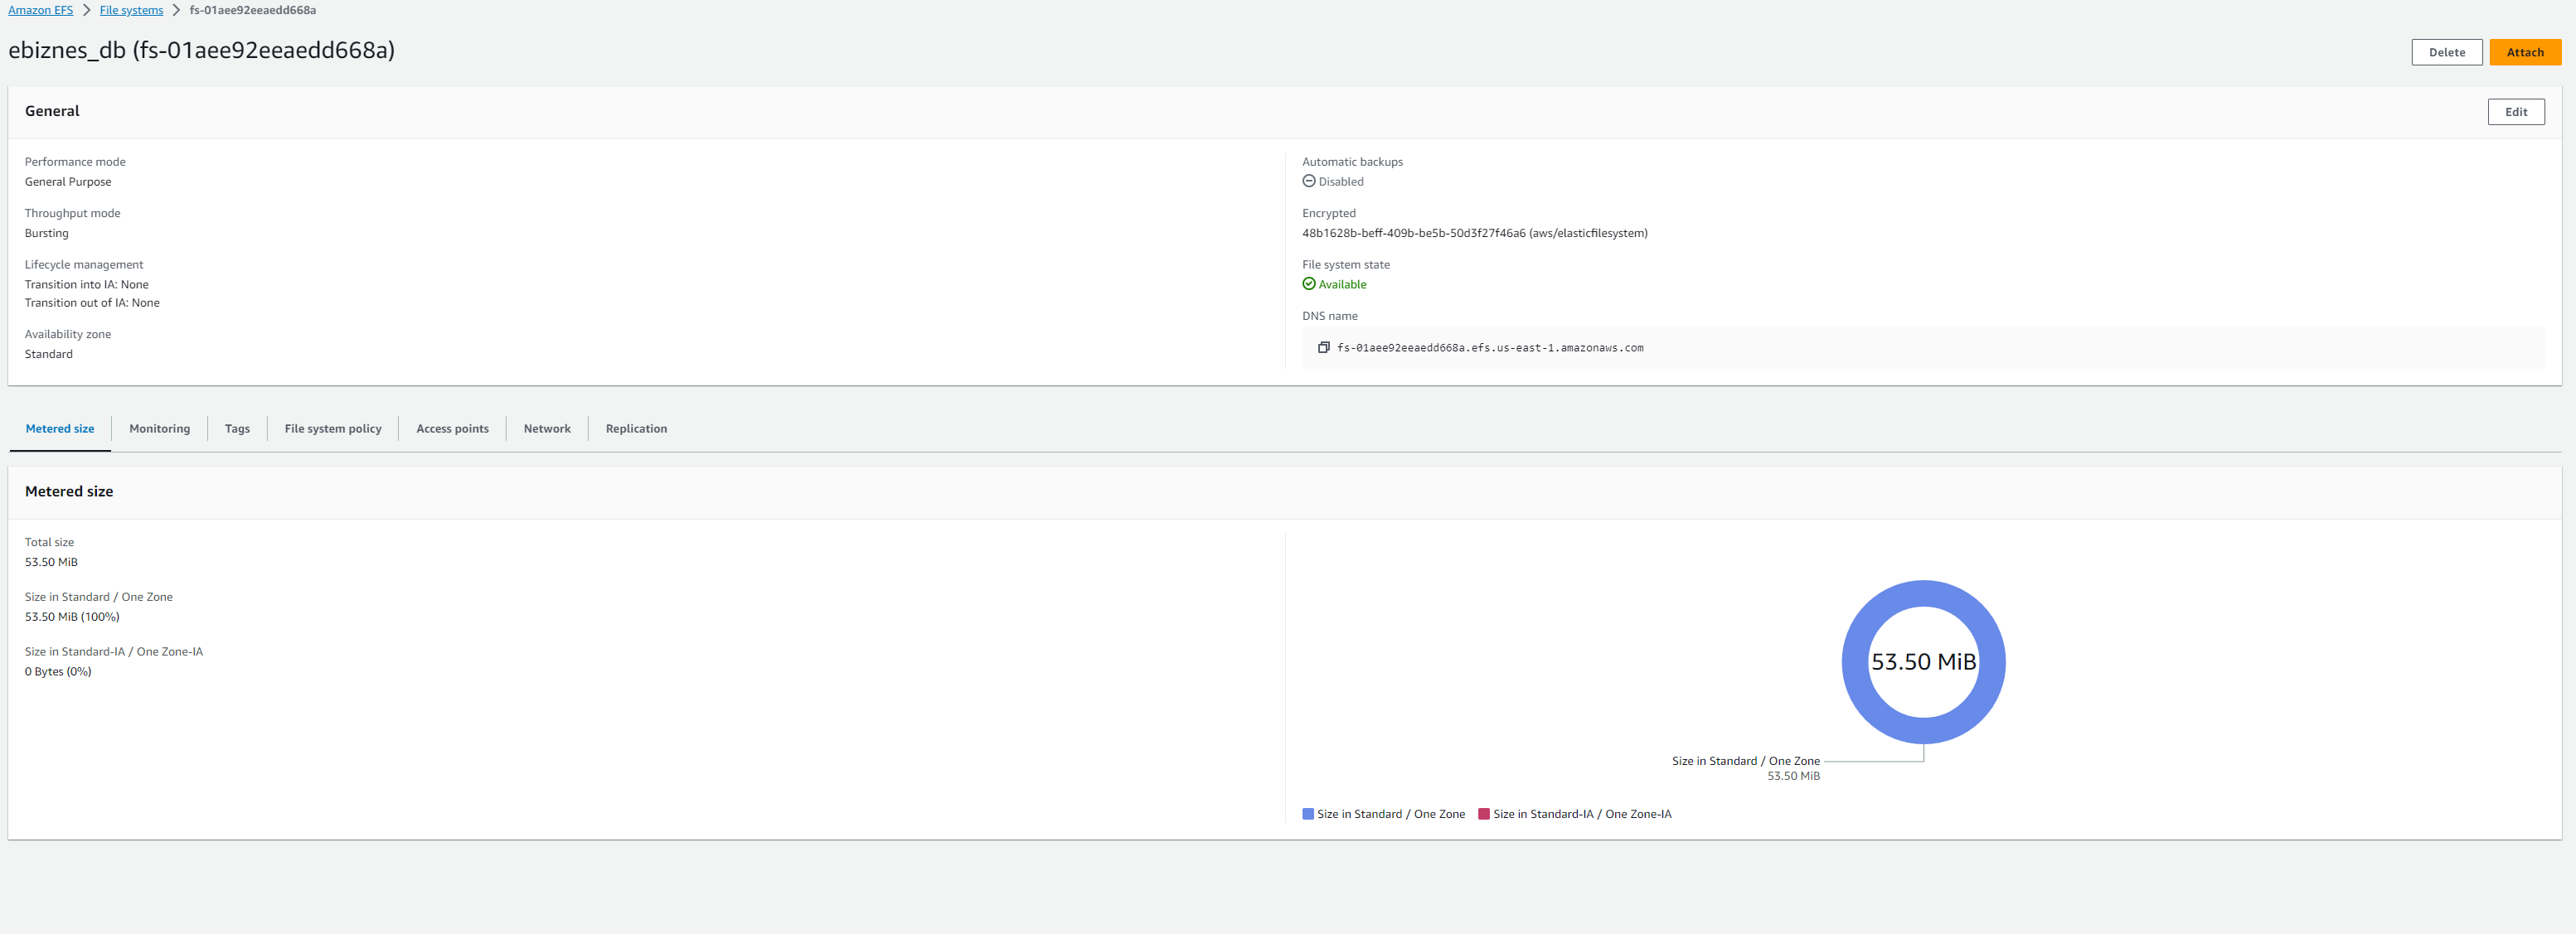 Amazon EFS > File systems > fs-01aee92eeaedd668a
ebiznes_db (fs-01aee92eeaedd668a)
Delete
Attach
General
Edit
Performance mode
General Purpose
Throughput mode
Bursting
Lifecycle management
Transition into IA: None
Transition out of IA: None
Availability zone
Standard
Automatic backups
Disabled
Encrypted
48b1628b-beff-409b-be5b-50d3f27f46a6 (aws/elasticfilesystem)
File system state
Available
DNS name
fs-01aee92eeaedd668a.efs.us-east-1.amazonaws.com
Metered size
Monitoring
Tags
File system policy
Access points
Network
Replication
Metered size
Total size
53.50 MiB
Size in Standard / One Zone
53.50 MiB (100%)
Size in Standard-IA / One Zone-IA
0 Bytes (0%)
53.50 MiB
Size in Standard / One Zone
53.50 MiB
Size in Standard / One Zone
Size in Standard-IA / One Zone-IA